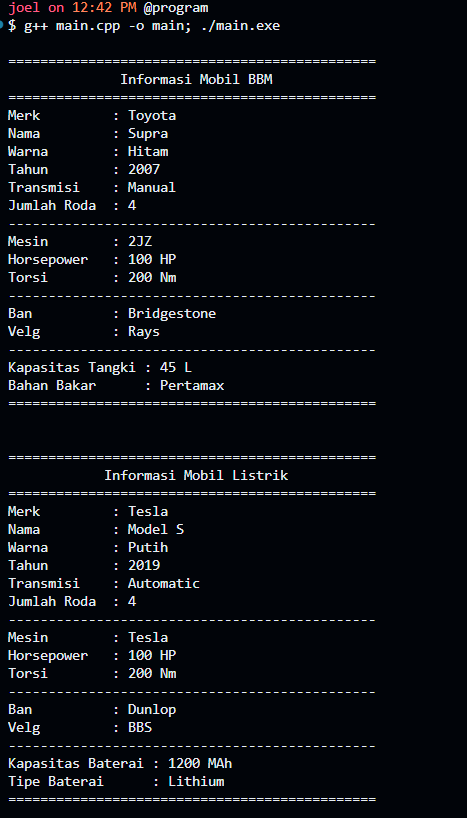 joel on 12:42 PM @program
$ g++ main.cpp -o main; ./main.exe
==============================================
              Informasi Mobil BBM
==============================================
Merk         : Toyota
Nama         : Supra
Warna        : Hitam
Tahun        : 2007
Transmisi    : Manual
Jumlah Roda  : 4
----------------------------------------------
Mesin        : 2JZ
Horsepower   : 100 HP
Torsi        : 200 Nm
----------------------------------------------
Ban          : Bridgestone
Velg         : Rays
----------------------------------------------
Kapasitas Tangki : 45 L
Bahan Bakar      : Pertamax
==============================================
==============================================
            Informasi Mobil Listrik
==============================================
Merk         : Tesla
Nama         : Model S
Warna        : Putih
Tahun        : 2019
Transmisi    : Automatic
Jumlah Roda  : 4
----------------------------------------------
Mesin        : Tesla
Horsepower   : 100 HP
Torsi        : 200 Nm
----------------------------------------------
Ban          : Dunlop
Velg         : BBS
----------------------------------------------
Kapasitas Baterai : 1200 MAh
Tipe Baterai      : Lithium
==============================================